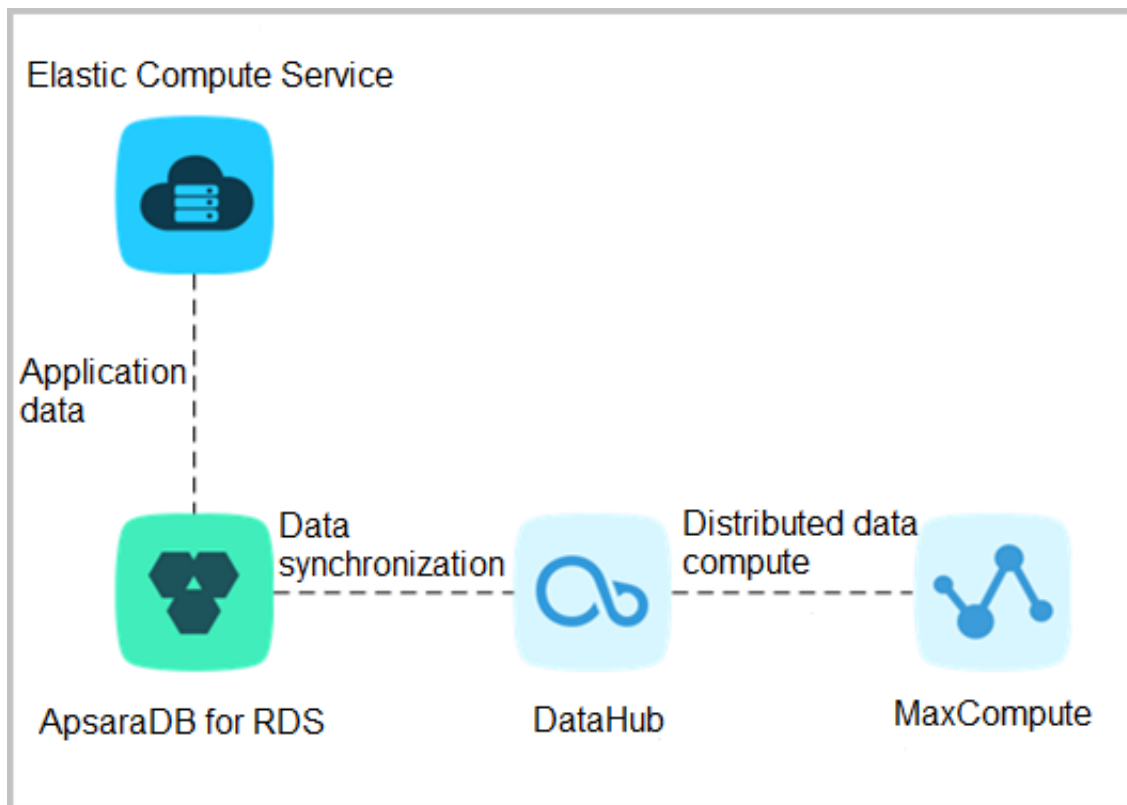 Elastic Compute Service
Application
data
Data
synchronization
Distributed data
compute
ApsaraDB for RDS
DataHub
MaxCompute